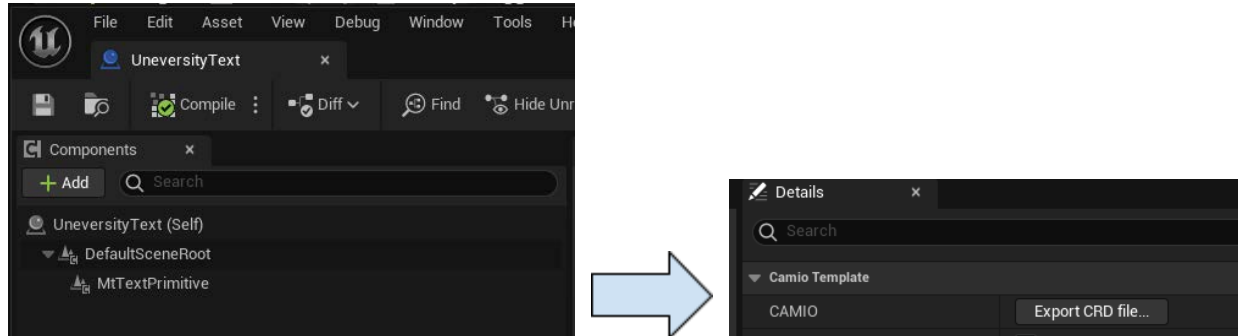 File Edit Asset View Debug Window Tools
UneversityText
Compile Diff Find Hide Unr
Components
+ Add Search
UneversityText (Self)
DefaultSceneRoot
MtTextPrimitive
Details
Search
Camio Template
CAMIO Export CRD file...